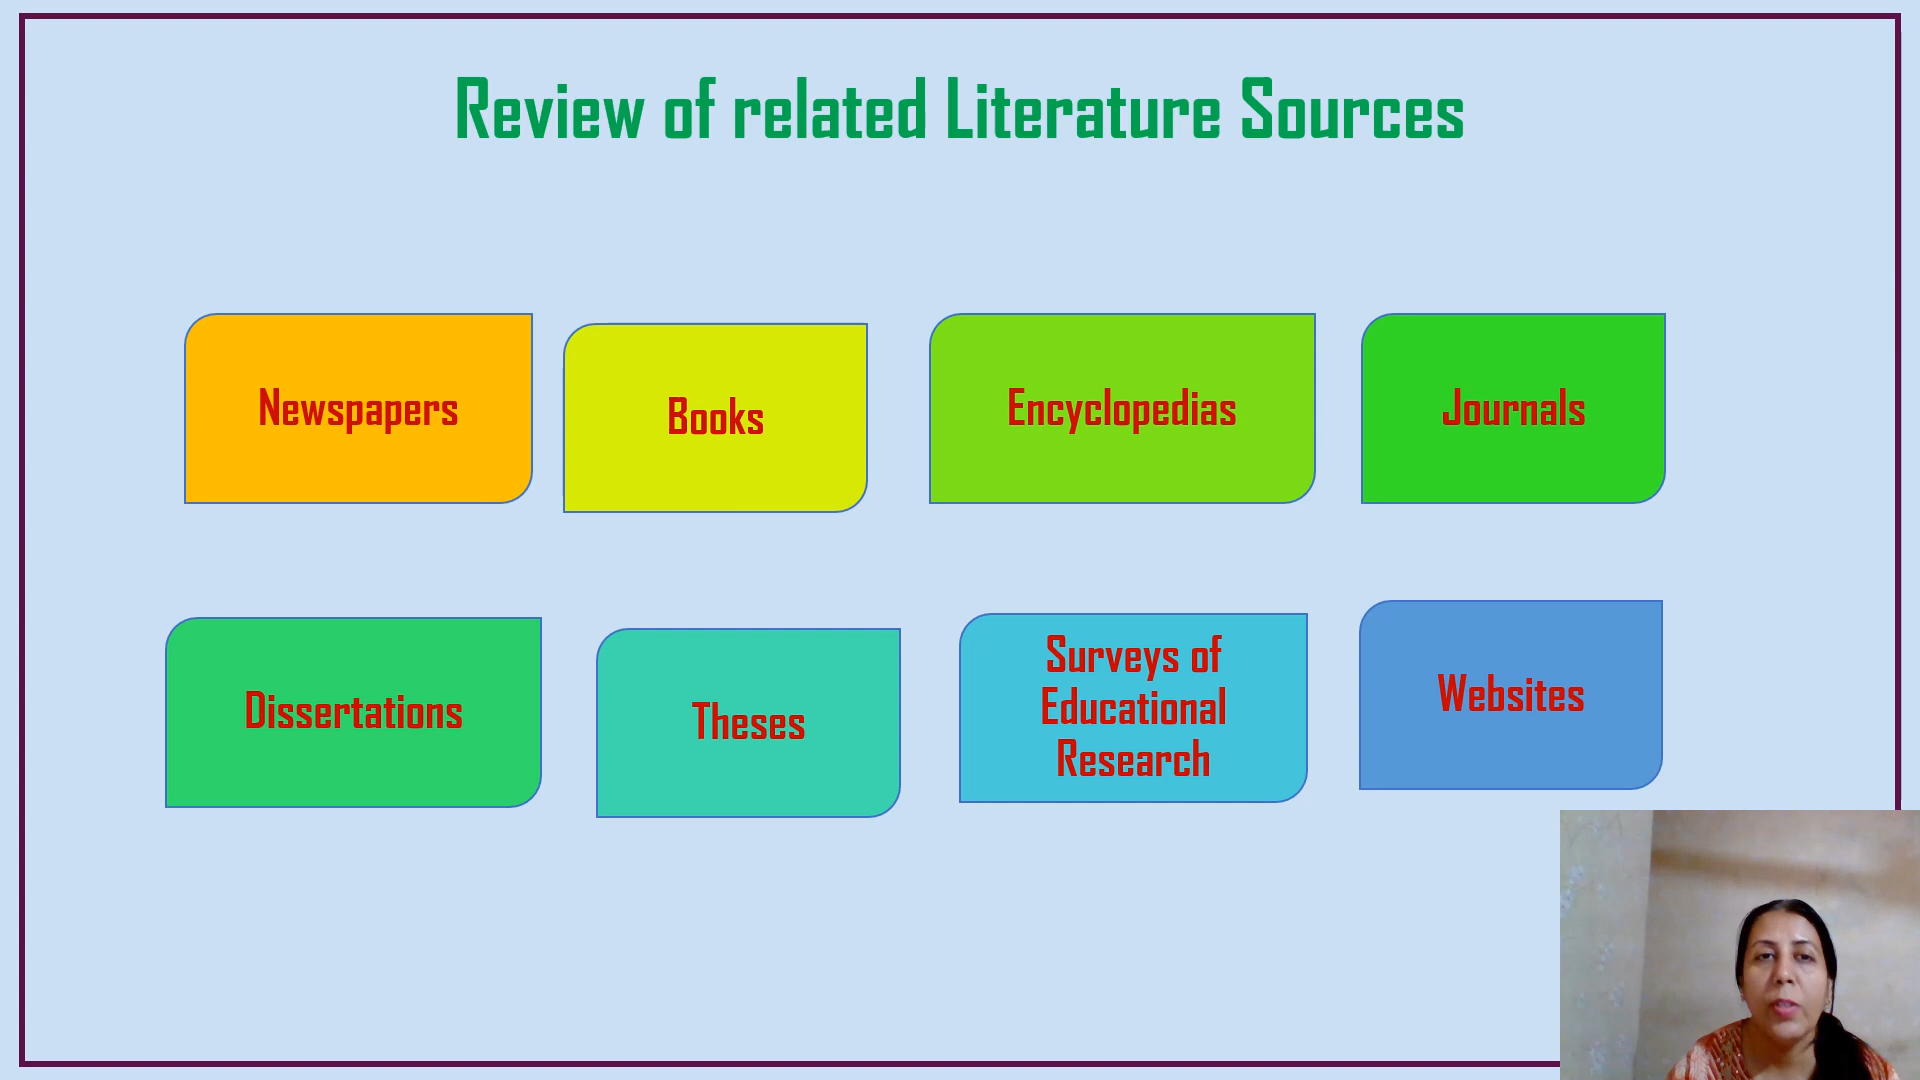 Review of related Literature Sources
Newspapers
Books
Encyclopedias
Journals
Dissertations
Theses
Surveys of
Educational
Research
Websites